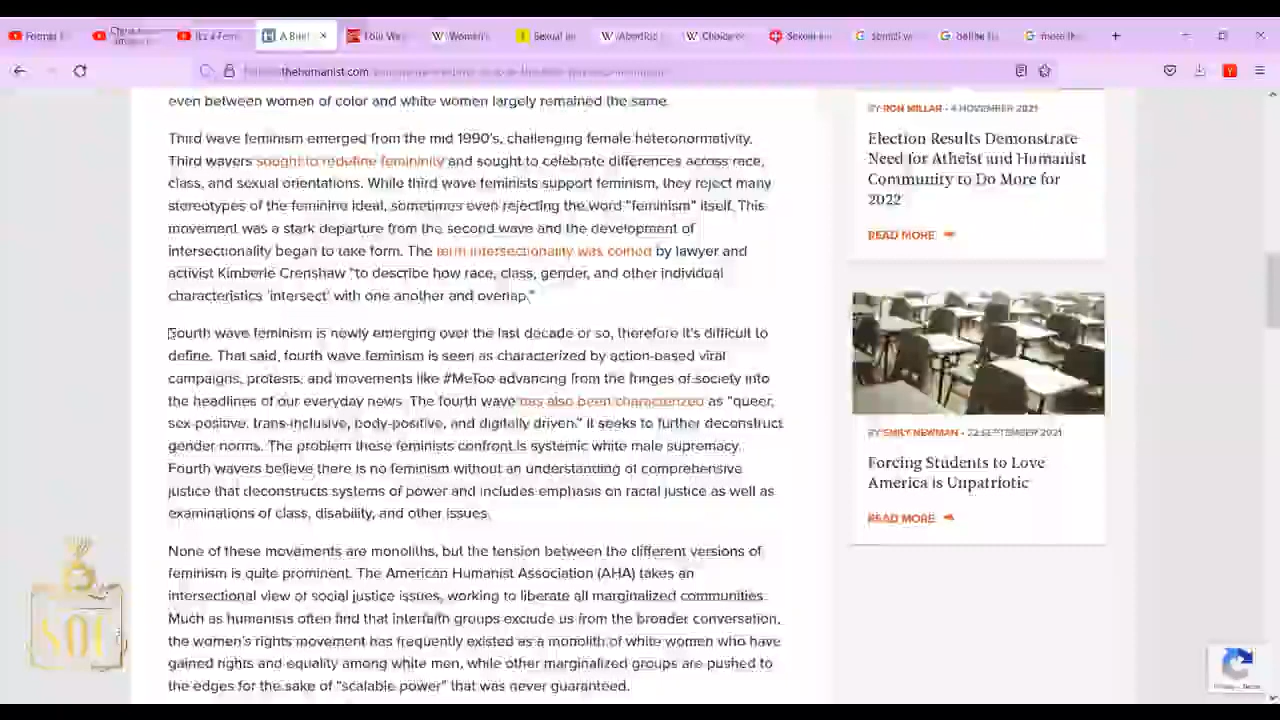 A Brief
Women's
Sexual
thehumanist.com
even between women of color and white women largely remained the same.
Third wave feminism emerged from the mid 1990's, challenging female heteronormativity.
Third wavers sought to redefine femininity and sought to celebrate differences across race,
class, and sexual orientations. While third wave feminists support feminism, they reject many
stereotypes of the feminine ideal, sometimes even rejecting the word "feminism" itself. This
movement was a stark departure from the second wave and the development of
intersectionality began to take form. The term intersectionality was coined by lawyer and
activist Kimberlé Crenshaw "to describe how race, class, gender, and other individual
characteristics 'intersect' with one another and overlap."
Fourth wave feminism is newly emerging over the last decade or so, therefore it's difficult to
define. That said, fourth wave feminism is seen as characterized by action-based viral
campaigns, protests, and movements like #MeToo advancing from the fringes of society into
the headlines of our everyday news. The fourth wave has also been characterized as "queer,
sex-positive, trans-inclusive, body-positive, and digitally driven." It seeks to further deconstruct
gender norms. The problem these feminists confront is systemic white male supremacy.
Fourth wavers believe there is no feminism without an understanding of comprehensive
justice that deconstructs systems of power and includes emphasis on racial justice as well as
examinations of class, disability, and other issues.
None of these movements are monoliths, but the tension between the different versions of
feminism is quite prominent. The American Humanist Association (AHA) takes an
intersectional view of social justice issues, working to liberate all marginalized communities.
Much as humanists often find that interfaith groups exclude us from the broader conversation,
the women's rights movement has frequently existed as a monolith of white women who have
gained rights and equality among white men, while other marginalized groups are pushed to
the edges for the sake of "scalable power" that was never guaranteed.
BY RON MILLAR • 4 NOVEMBER 2021
Election Results Demonstrate
Need for Atheist and Humanist
Community to Do More for
2022
READ MORE
BY EMILY NEWMAN • 22 SEPTEMBER 2021
Forcing Students to Love
America is Unpatriotic
READ MORE
Privacy - Terms